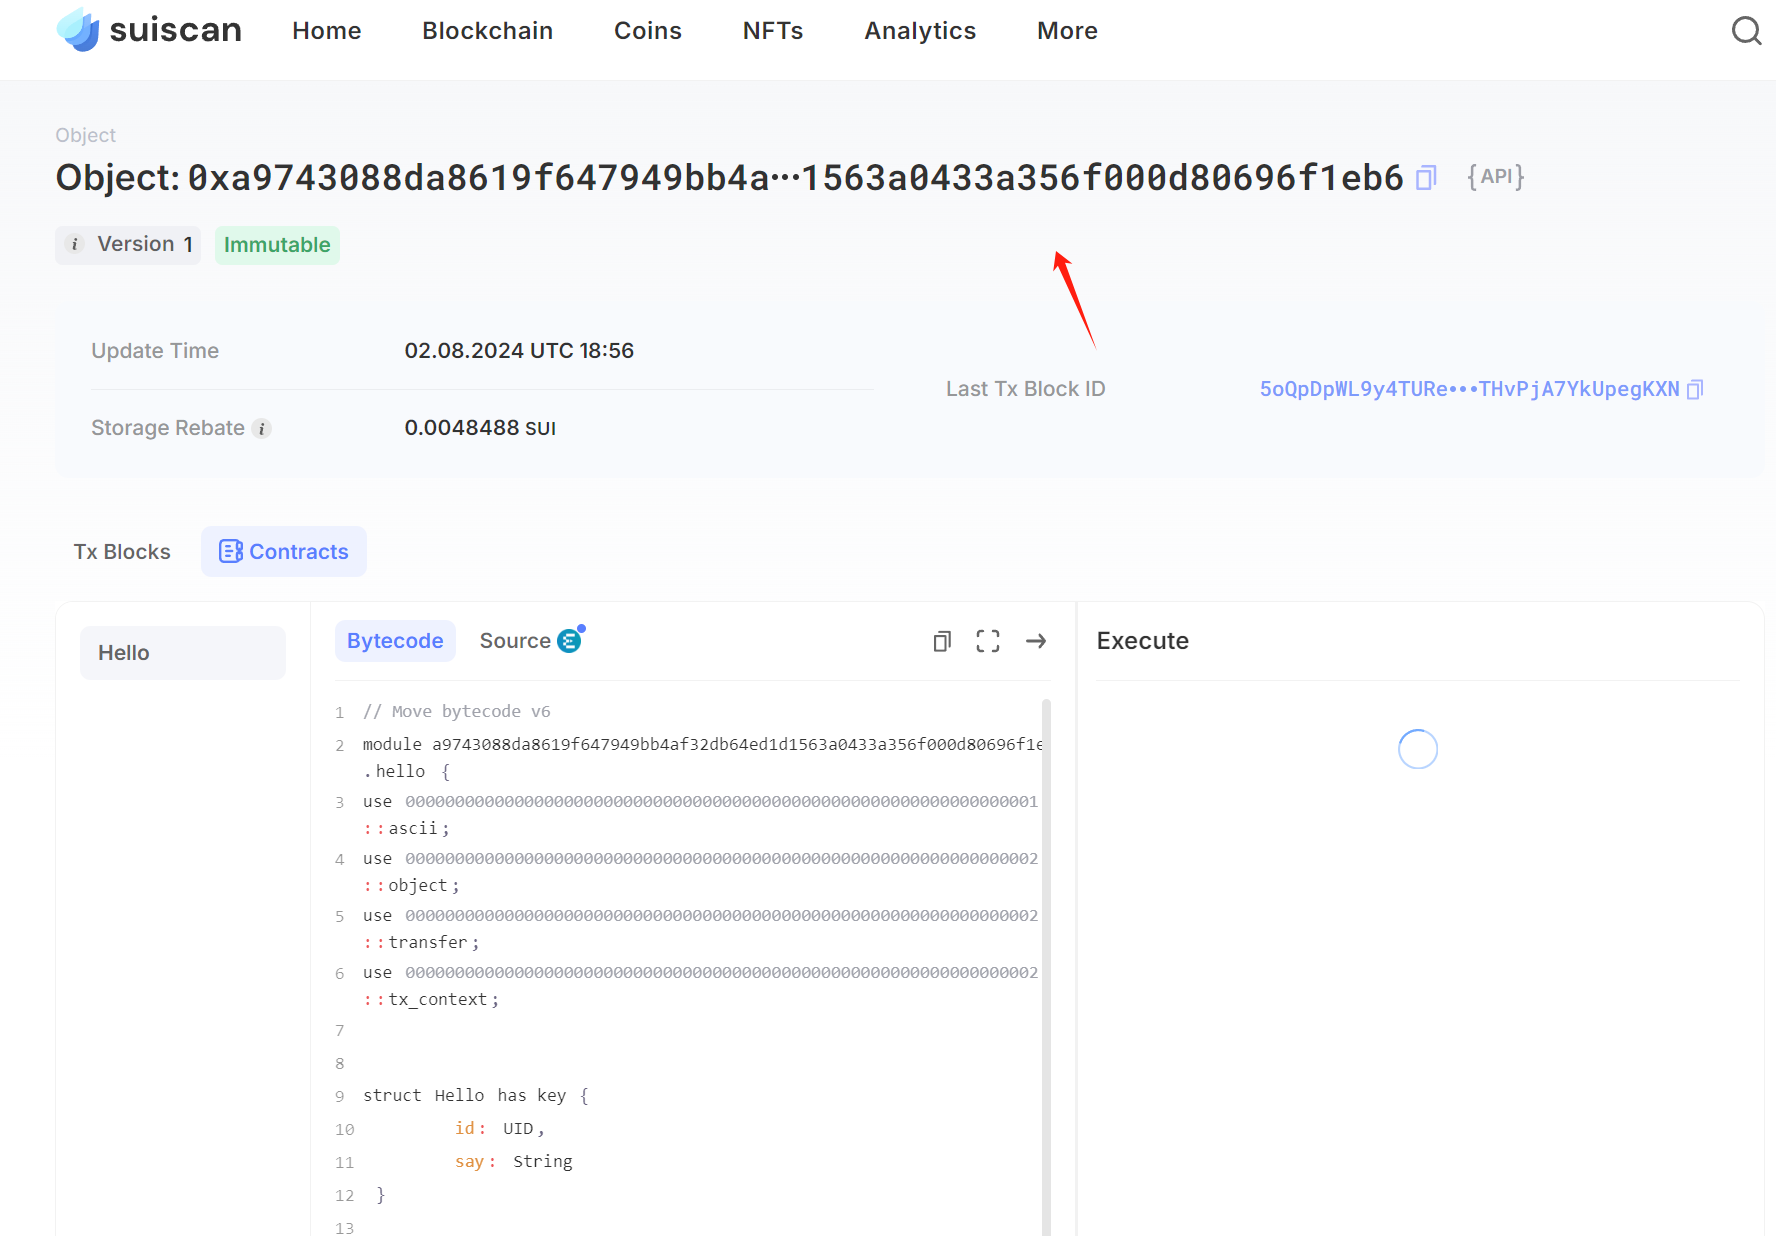 suiscan Home Blockchain Coins NFTs Analytics More
Object
Object: 0xa9743088da8619f647949bb4a···1563a0433a356f000d80696f1eb6 {API}
i Version 1 Immutable
Update Time 02.08.2024 UTC 18:56
Last Tx Block ID 5oQpDpWL9y4TURe•••THvPjA7YkUpegKXN
Storage Rebate i 0.0048488 SUI
Tx Blocks Contracts
Hello
Bytecode Source
Execute
1 // Move bytecode v6
2 module a9743088da8619f647949bb4af32db64ed1d1563a0433a356f000d80696f1e
.hello {
3 use 0000000000000000000000000000000000000000000000000000000000000001
::ascii;
4 use 0000000000000000000000000000000000000000000000000000000000000002
::object;
5 use 0000000000000000000000000000000000000000000000000000000000000002
::transfer;
6 use 0000000000000000000000000000000000000000000000000000000000000002
::tx_context;
7
8
9 struct Hello has key {
10 id: UID,
11 say: String
12 }
13